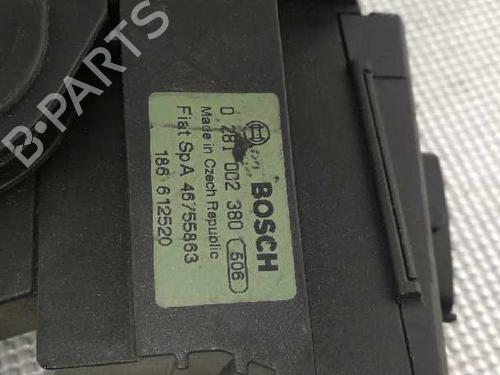 BOSCH
0 281 002 380 506
Made in Czech Republic
Fiat SpA 46755863
186 612520
B-PARTS